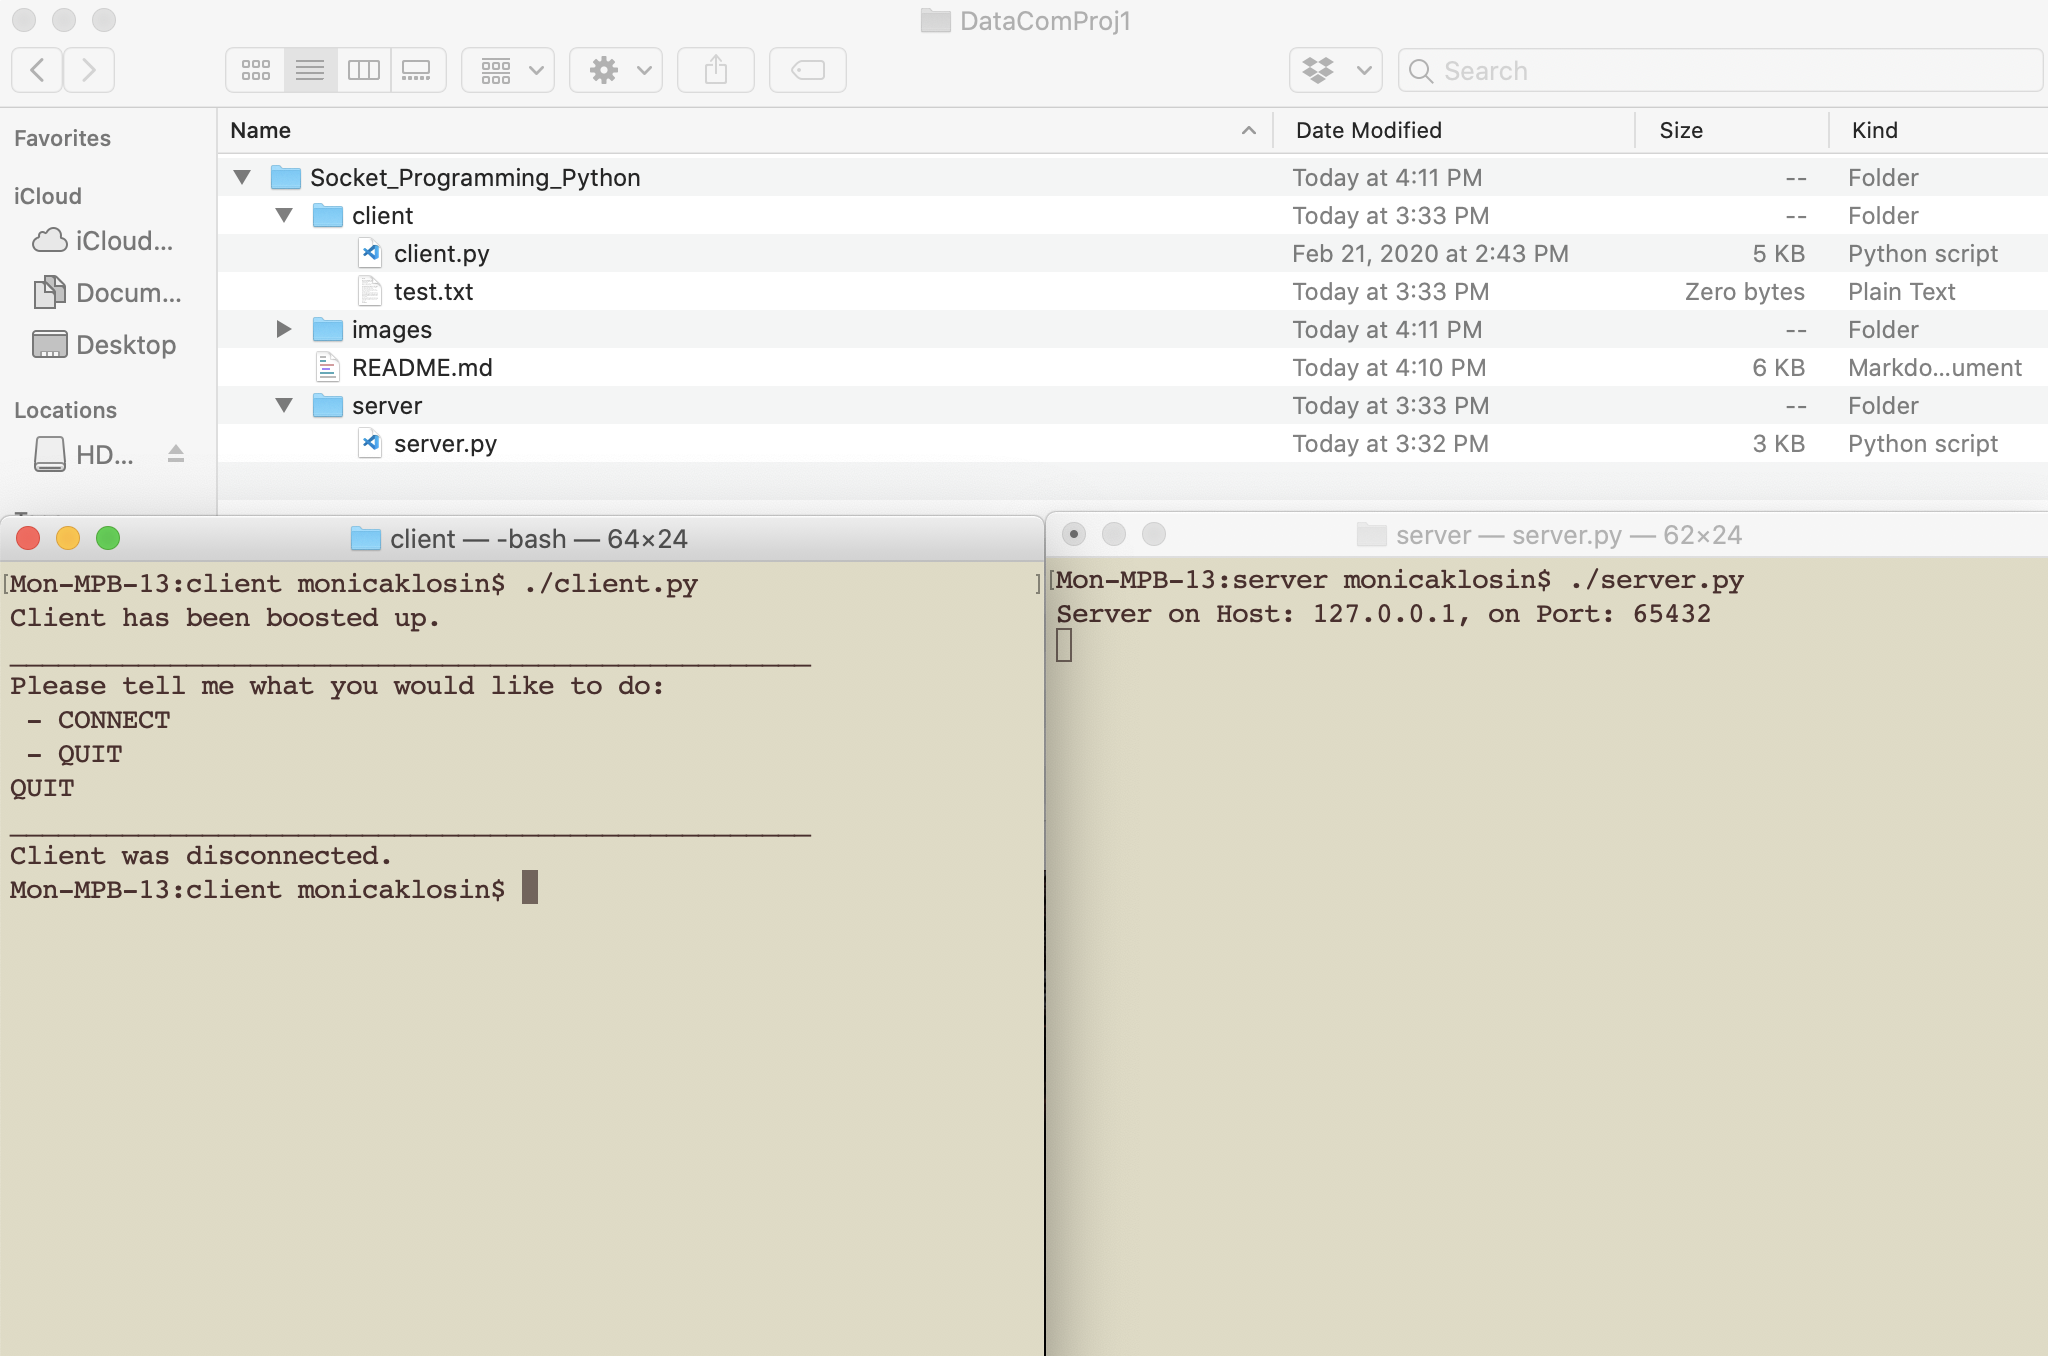 DataComProj1
Search
Favorites
iCloud
iCloud...
Docum...
Desktop
Locations
HD...
Name Date Modified Size Kind
Socket_Programming_Python Today at 4:11 PM -- Folder
client Today at 3:33 PM -- Folder
client.py Feb 21, 2020 at 2:43 PM 5 KB Python script
test.txt Today at 3:33 PM Zero bytes Plain Text
images Today at 4:11 PM -- Folder
README.md Today at 4:10 PM 6 KB Markdo...ument
server Today at 3:33 PM -- Folder
server.py Today at 3:32 PM 3 KB Python script
client — -bash — 64×24
[Mon-MPB-13:client monicaklosin$ ./client.py ]
Client has been boosted up.
__________________________________________________
Please tell me what you would like to do:
- CONNECT
- QUIT
QUIT
__________________________________________________
Client was disconnected.
Mon-MPB-13:client monicaklosin$
server — server.py — 62×24
[Mon-MPB-13:server monicaklosin$ ./server.py
Server on Host: 127.0.0.1, on Port: 65432